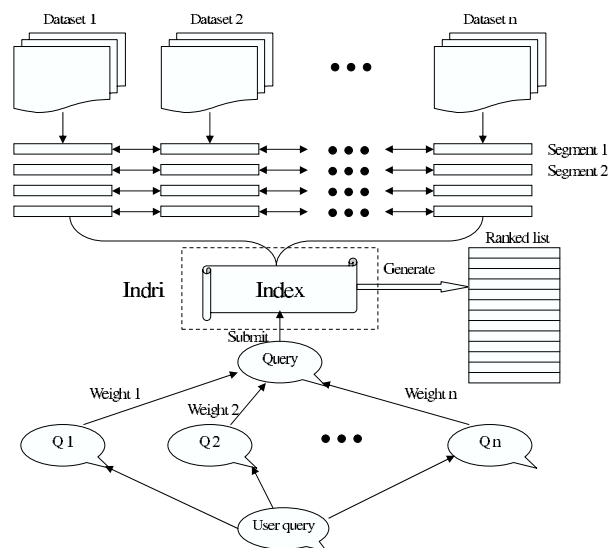 Dataset 1
Dataset 2
Dataset n
Segment 1
Segment 2
Ranked list
Generate
Indri
Index
Submit
Query
Weight 1
Weight 2
Weight n
Q 1
Q 2
Q n
User query